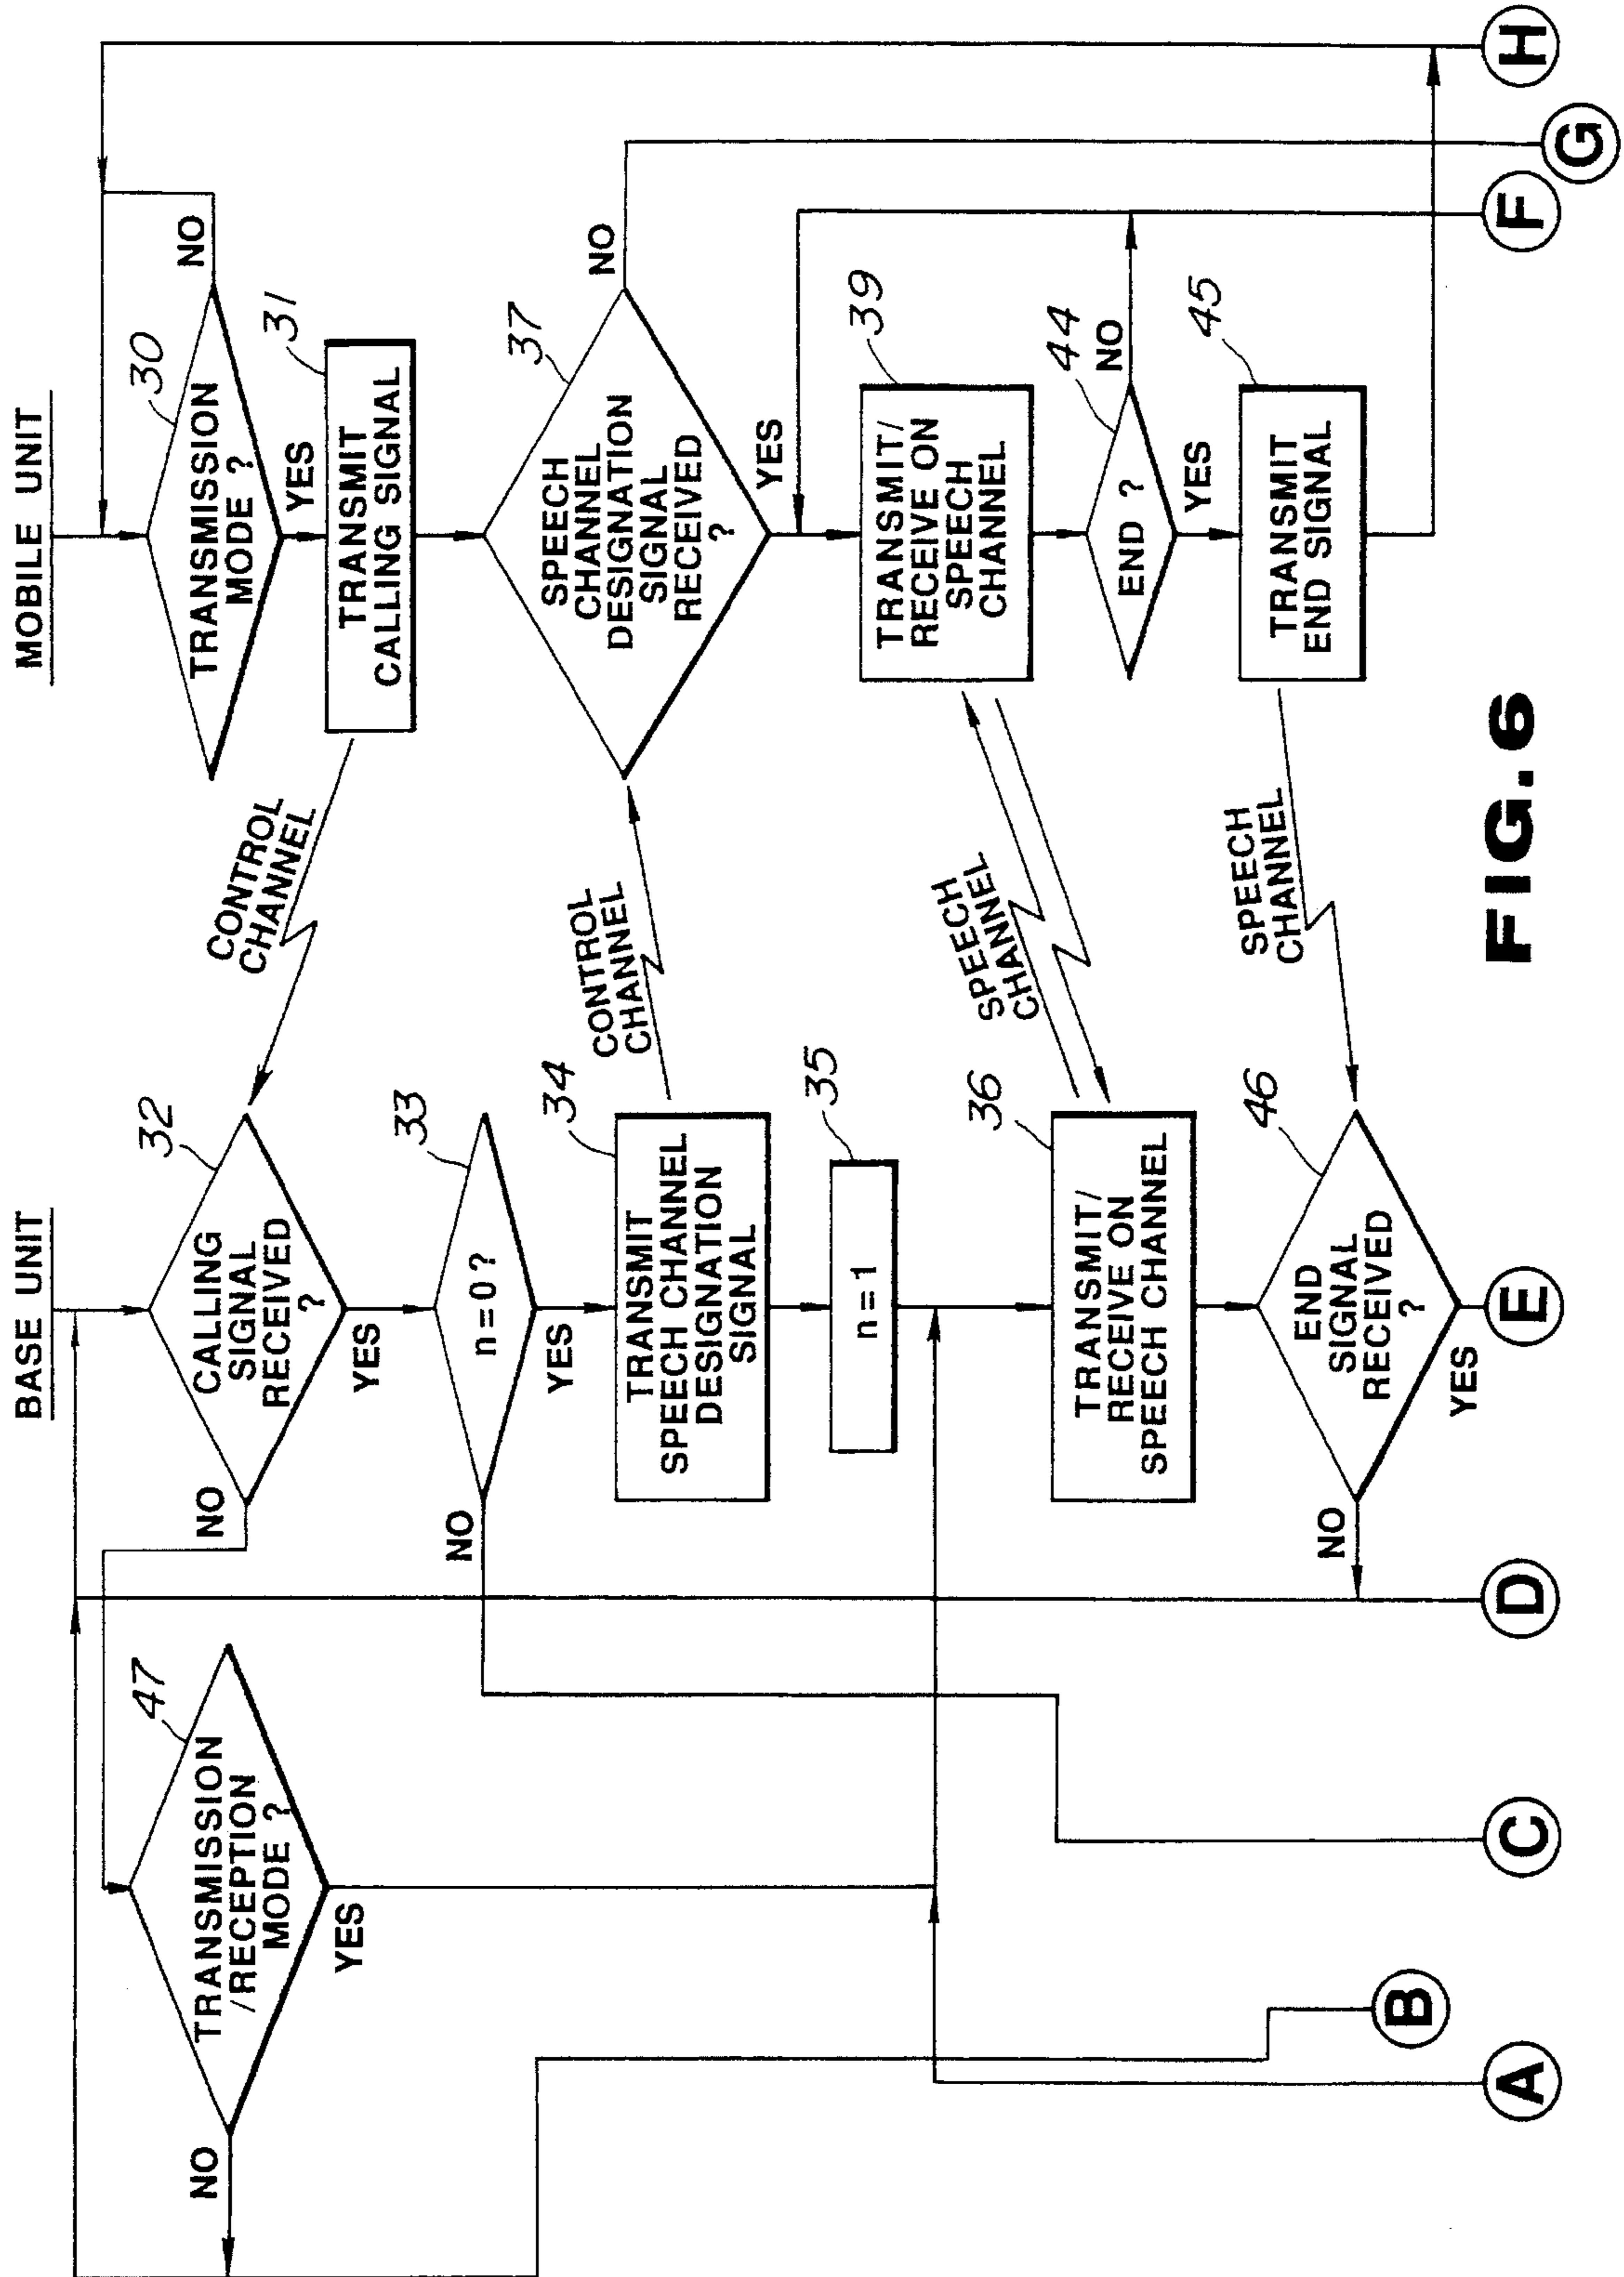 BASE UNIT
MOBILE UNIT
47
TRANSMISSION
/RECEPTION
MODE ?
NO
YES
32
CALLING
SIGNAL
RECEIVED
?
NO
YES
CONTROL
CHANNEL
30
TRANSMISSION
MODE ?
NO
YES
31
TRANSMIT
CALLING SIGNAL
33
n=0 ?
NO
YES
34
TRANSMIT
SPEECH CHANNEL
DESIGNATION
SIGNAL
CONTROL
CHANNEL
37
SPEECH
CHANNEL
DESIGNATION
SIGNAL
RECEIVED
?
NO
YES
35
n=1
36
TRANSMIT/
RECEIVE ON
SPEECH CHANNEL
SPEECH
CHANNEL
39
TRANSMIT/
RECEIVE ON
SPEECH
CHANNEL
44
END ?
NO
YES
46
END
SIGNAL
RECEIVED
?
NO
YES
SPEECH
CHANNEL
45
TRANSMIT
END SIGNAL
A
B
C
D
E
F
G
H
FIG. 6